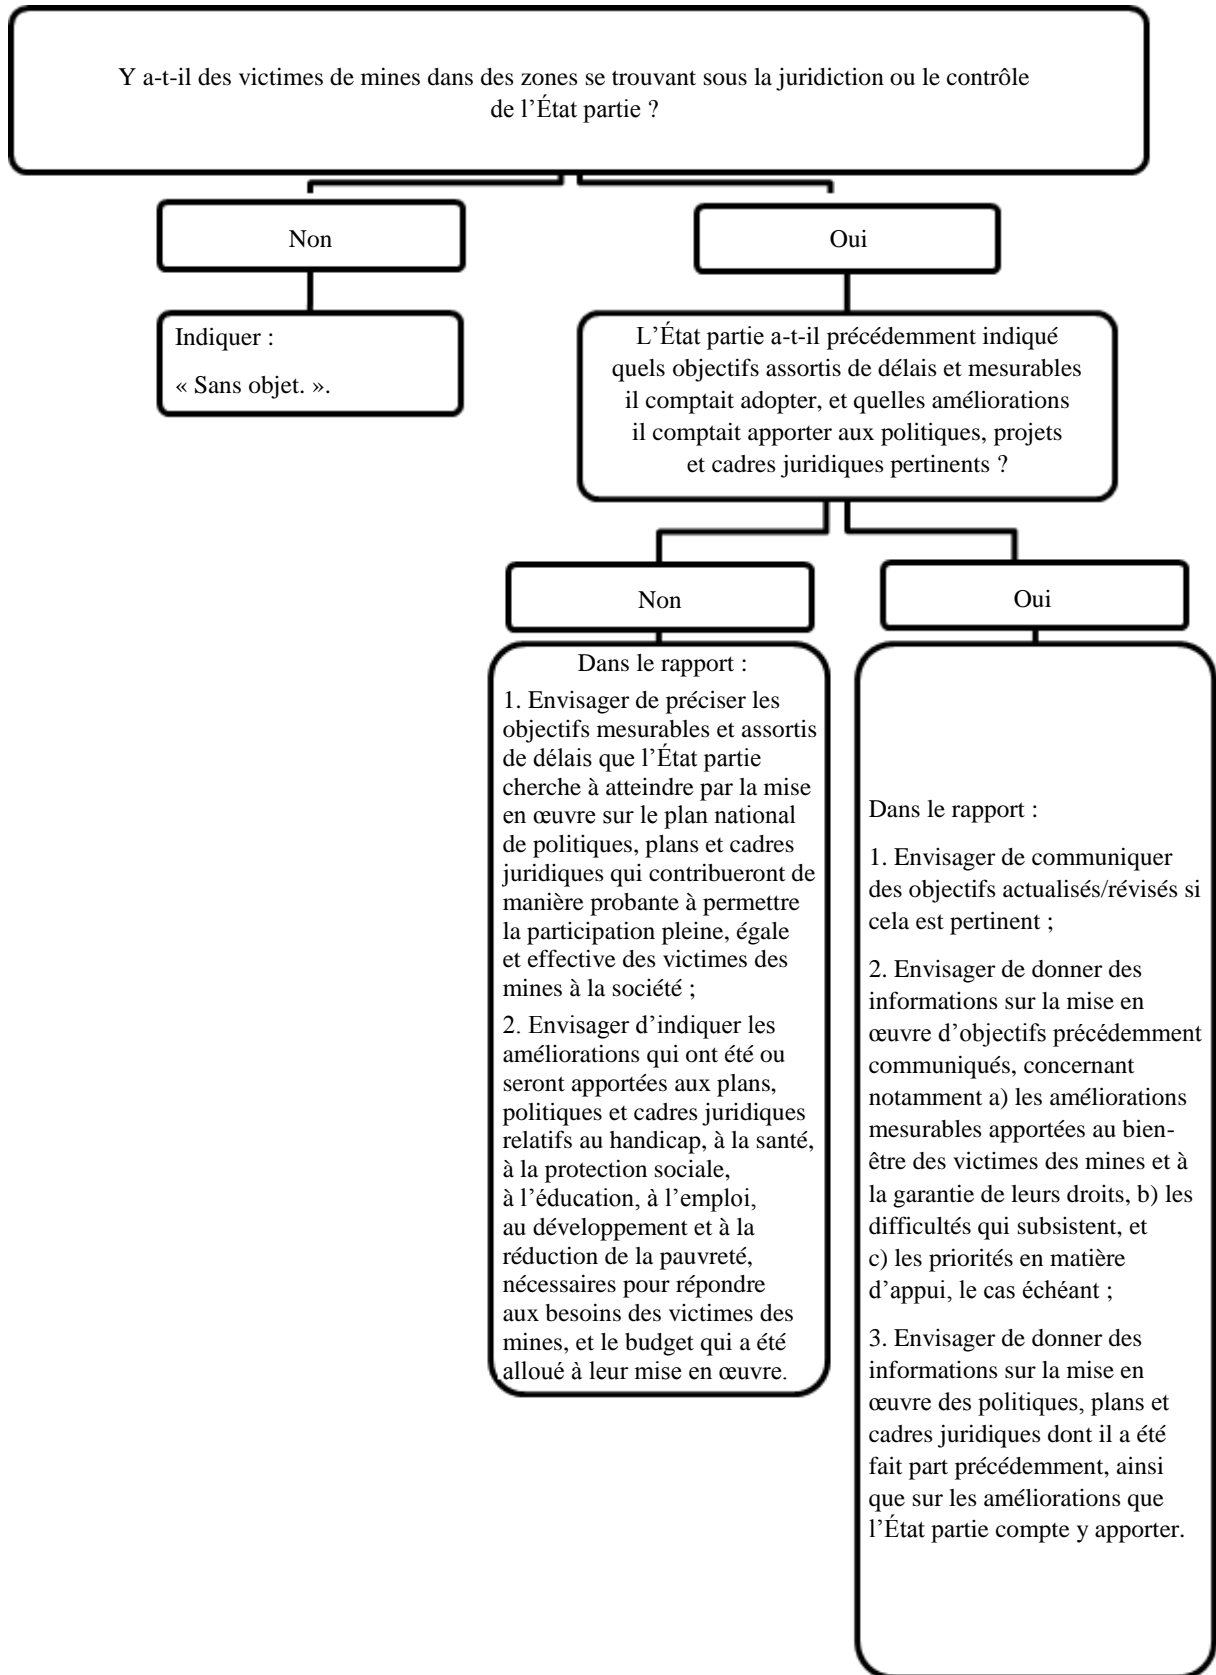 Y a-t-il des victimes de mines dans des zones se trouvant sous la juridiction ou le contrôle
de l’État partie ?
Non
Oui
Indiquer :
« Sans objet. ».
L’État partie a-t-il précédemment indiqué
quels objectifs assortis de délais et mesurables
il comptait adopter, et quelles améliorations
il comptait apporter aux politiques, projets
et cadres juridiques pertinents ?
Non
Oui
Dans le rapport :
1. Envisager de préciser les
objectifs mesurables et assortis
de délais que l’État partie
cherche à atteindre par la mise
en œuvre sur le plan national
de politiques, plans et cadres
juridiques qui contribueront de
manière probante à permettre
la participation pleine, égale
et effective des victimes des
mines à la société ;
2. Envisager d’indiquer les
améliorations qui ont été ou
seront apportées aux plans,
politiques et cadres juridiques
relatifs au handicap, à la santé,
à la protection sociale,
à l’éducation, à l’emploi,
au développement et à la
réduction de la pauvreté,
nécessaires pour répondre
aux besoins des victimes des
mines, et le budget qui a été
alloué à leur mise en œuvre.
Dans le rapport :
1. Envisager de communiquer
des objectifs actualisés/révisés si
cela est pertinent ;
2. Envisager de donner des
informations sur la mise en
œuvre d’objectifs précédemment
communiqués, concernant
notamment a) les améliorations
mesurables apportées au bien-
être des victimes des mines et à
la garantie de leurs droits, b) les
difficultés qui subsistent, et
c) les priorités en matière
d’appui, le cas échéant ;
3. Envisager de donner des
informations sur la mise en
œuvre des politiques, plans et
cadres juridiques dont il a été
fait part précédemment, ainsi
que sur les améliorations que
l’État partie compte y apporter.